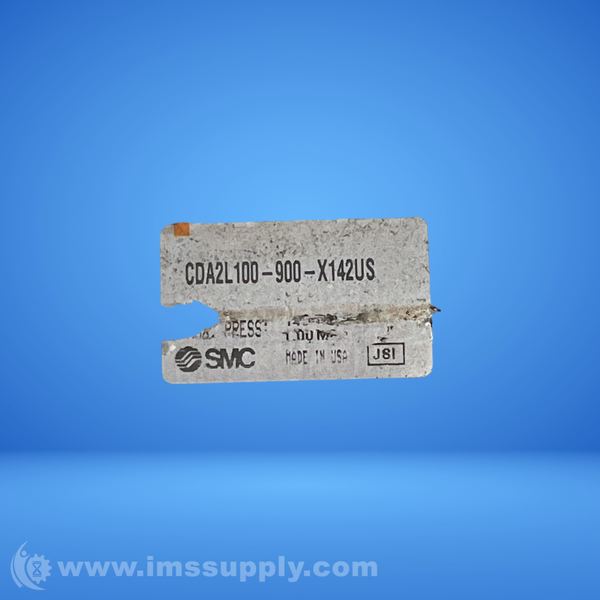 CDA2L100-900-X142US
PRESS:
SMC MADE IN USA JSI
www.imssupply.com